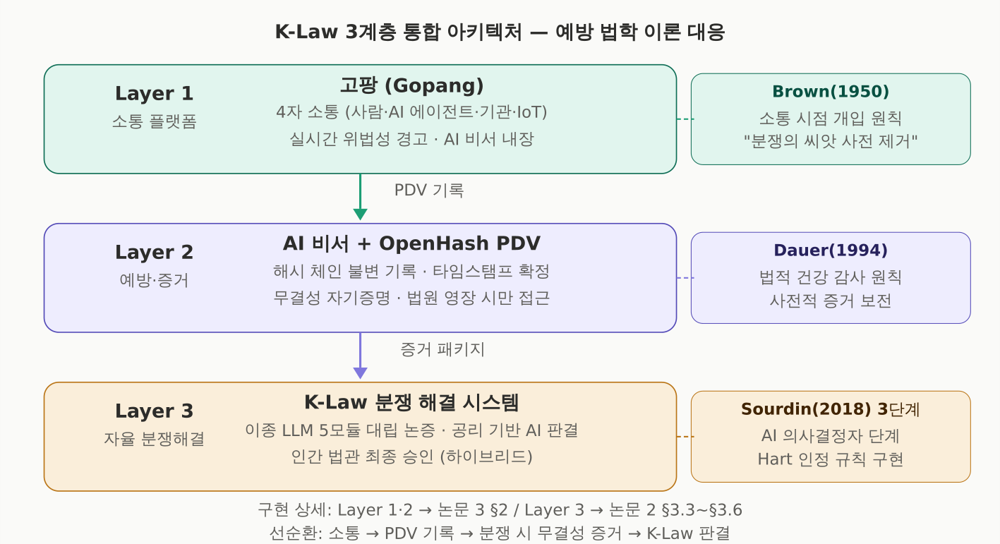 K-Law 3계층 통합 아키텍처 — 예방 법학 이론 대응
Layer 1
소통 플랫폼
고팡 (Gopang)
4자 소통 (사람·AI 에이전트·기관·IoT)
실시간 위법성 경고 · AI 비서 내장
Brown(1950)
소통 시점 개입 원칙
"분쟁의 씨앗 사전 제거"
PDV 기록
Layer 2
예방·증거
AI 비서 + OpenHash PDV
해시 체인 불변 기록 · 타임스탬프 확정
무결성 자기증명 · 법원 영장 시만 접근
Dauer(1994)
법적 건강 감사 원칙
사전적 증거 보전
증거 패키지
Layer 3
자율 분쟁해결
K-Law 분쟁 해결 시스템
이종 LLM 5모듈 대립 논증 · 공리 기반 AI 판결
인간 법관 최종 승인 (하이브리드)
Sourdin(2018) 3단계
AI 의사결정자 단계
Hart 인정 규칙 구현
구현 상세: Layer 1·2 → 논문 3 §2 / Layer 3 → 논문 2 §3.3~§3.6
선순환: 소통 → PDV 기록 → 분쟁 시 무결성 증거 → K-Law 판결